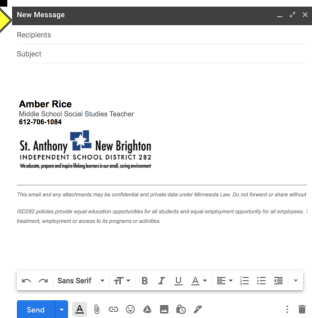 New Message
Recipients
Subject
Amber Rice
Middle School Social Studies Teacher
612-706-1084
St. Anthony New Brighton
INDEPENDENT SCHOOL DISTRICT 282
We educate, prepare and inspire lifelong learners in our small, caring environment
This email and any attachments may be confidential and private data under Minnesota Law. Do not forward or share without
ISD282 policies provide equal education opportunities for all students and equal employment opportunity for all employees.
treatment, employment or access to its programs or activities.
Sans Serif
B I U A
Send A